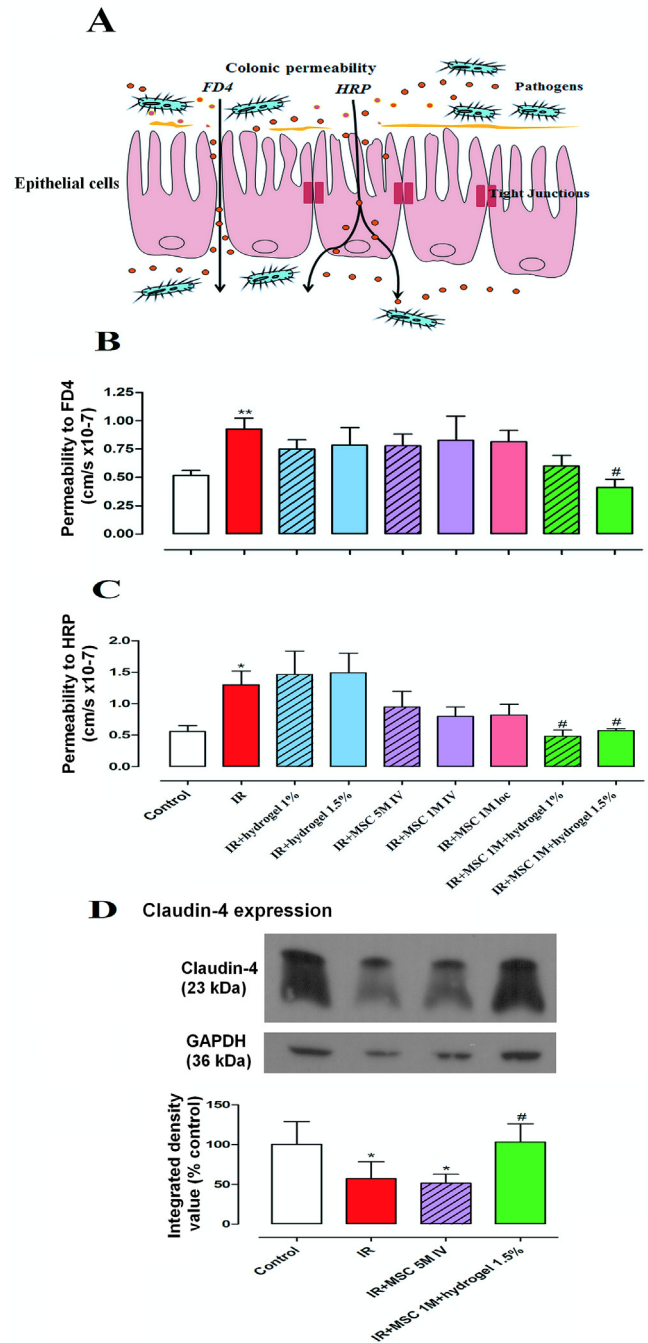 A
Colonic permeability
FD4
HRP
Pathogens
Epithelial cells
Tight Junctions
B
Permeability to FD4
(cm/s x10-7)
1.25
1.00
0.75
0.50
0.25
0.00
**
#
C
Permeability to HRP
(cm/s x10-7)
2.0
1.5
1.0
0.5
0.0
*
#
#
Control
IR
IR+hydrogel 1%
IR+hydrogel 1.5%
IR+MSC 5M IV
IR+MSC 1M IV
IR+MSC 1M loc
IR+MSC 1M+hydrogel 1%
IR+MSC 1M+hydrogel 1.5%
D Claudin-4 expression
Claudin-4
(23 kDa)
GAPDH
(36 kDa)
Integrated density
value (% control)
150
100
50
0
*
*
#
Control
IR
IR+MSC 5M IV
IR+MSC 1M+hydrogel 1.5%